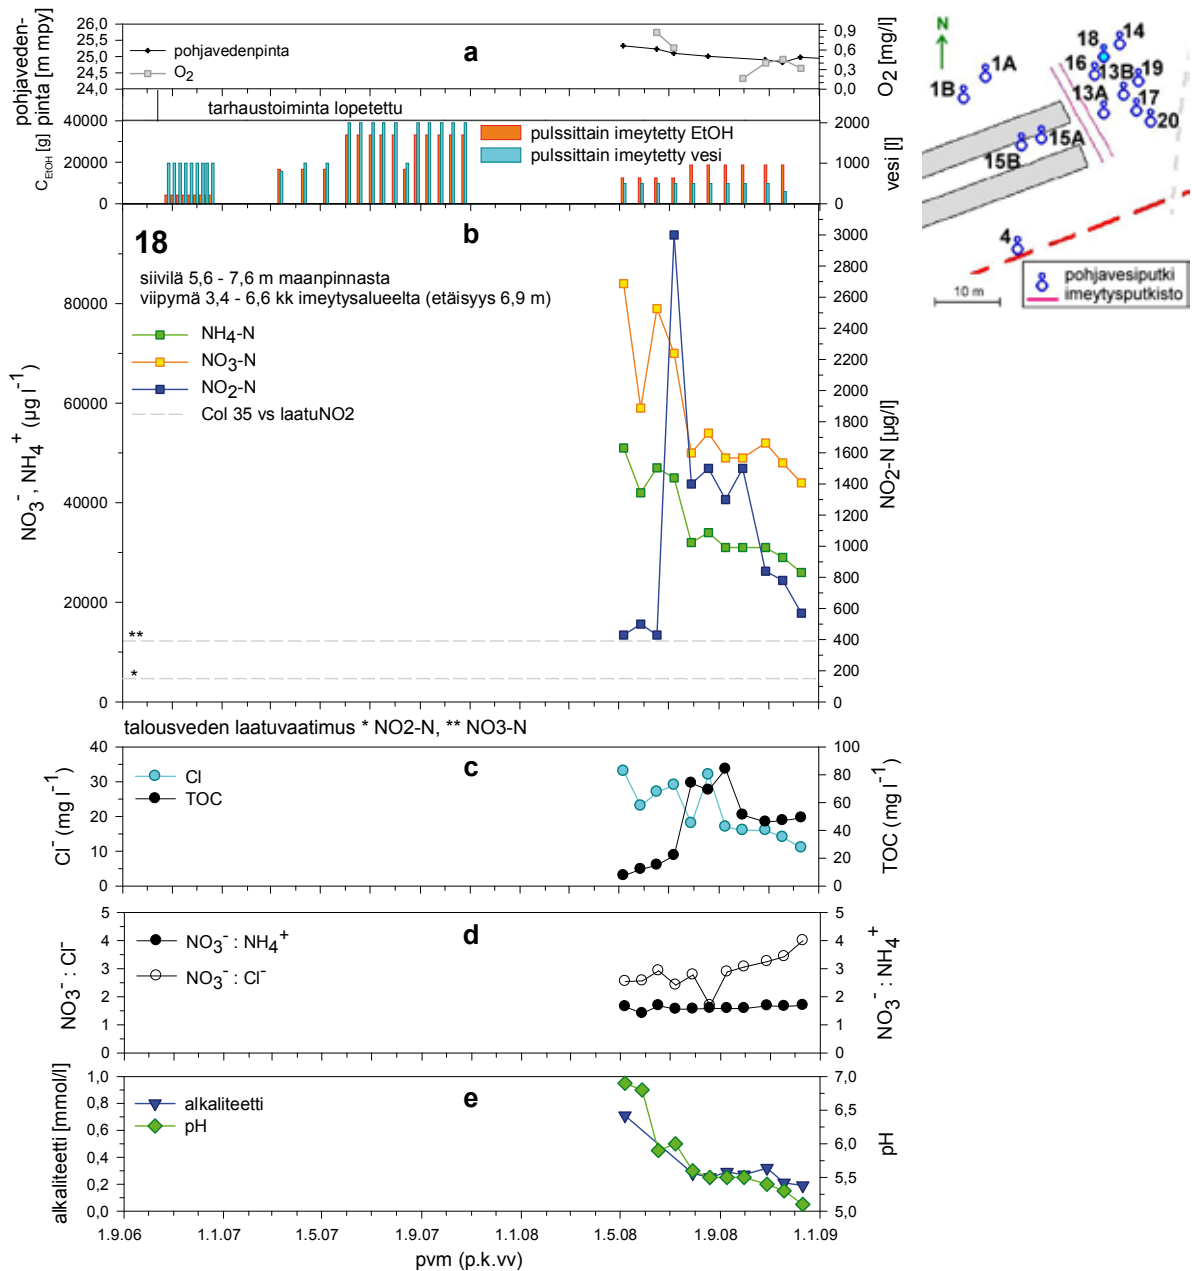 pohjaveden-
pinta [m mpy]
26,0
25,5
25,0
24,5
24,0
pohjavedenpinta
O2
a
0,9
0,6
0,3
0,0
O2 [mg/l]
tarhaustoiminta lopetettu
CEtOH [g]
40000
20000
0
pulssittain imeytetty EtOH
pulssittain imeytetty vesi
2000
1000
0
vesi [l]
18
b
siivilä 5,6 - 7,6 m maanpinnasta
viipymä 3,4 - 6,6 kk imeytysalueelta (etäisyys 6,9 m)
NH4-N
NO3-N
NO2-N
Col 35 vs laatuNO2
NO3-, NH4+ (µg l-1)
80000
60000
40000
20000
0
**
*
3000
2800
2600
2400
2200
2000
1800
1600
1400
1200
1000
800
600
400
200
0
NO2-N [µg/l]
talousveden laatuvaatimus * NO2-N, ** NO3-N
Cl- (mg l-1)
40
30
20
10
0
Cl
TOC
c
100
80
60
40
20
0
TOC (mg l-1)
NO3- : Cl-
5
4
3
2
1
0
NO3- : NH4+
NO3- : Cl-
d
5
4
3
2
1
0
NO3- : NH4+
alkaliteetti [mmol/l]
1,0
0,8
0,6
0,4
0,2
0,0
alkaliteetti
pH
e
7,0
6,5
6,0
5,5
5,0
pH
1.9.06
1.1.07
1.5.07
1.9.07
1.1.08
1.5.08
1.9.08
1.1.09
pvm (p.k.vv)
N
14
18
1A
16
13B
19
1B
13A
17
20
15A
15B
4
10 m
pohjavesiputki
imeytysputkisto